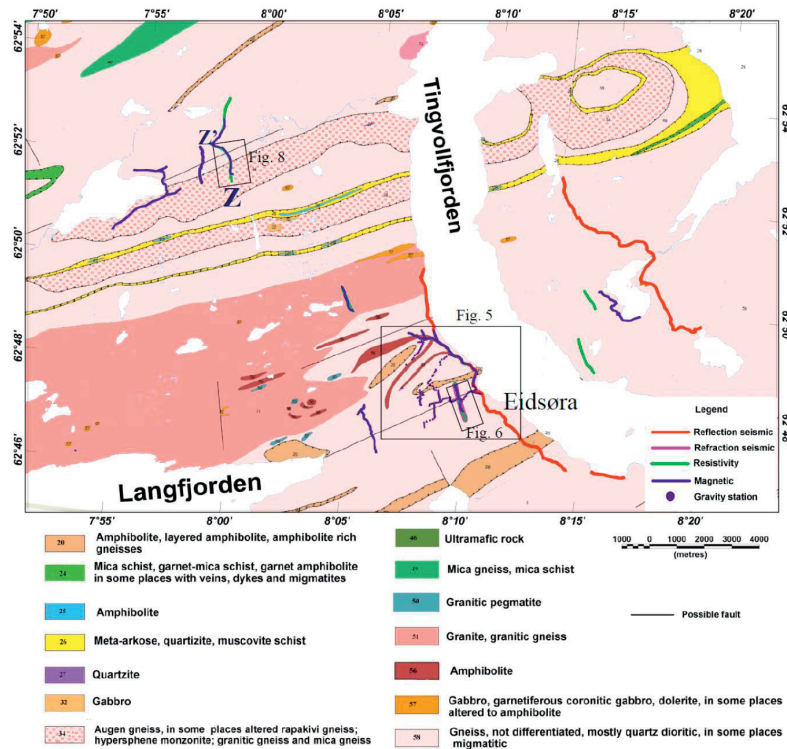 7°50' 7°55' 8°00' 8°05' 8°10' 8°15' 8°20'
62°54'
62°52'
62°50'
62°48'
62°46'
62 54
62 52
62 50
Tingvollfjorden
Z'
Fig. 8
Z
Fig. 5
Eidsøra
Fig. 6
Langfjorden
Legend
Reflection seismic
Refraction seismic
Resistivity
Magnetic
Gravity station
7°55' 8°00' 8°05' 8°10' 8°15' 8°20'
20 Amphibolite, layered amphibolite, amphibolite rich
gneisses
24 Mica schist, garnet-mica schist, garnet amphibolite
in some places with veins, dykes and migmatites
25 Amphibolite
26 Meta-arkose, quartizite, muscovite schist
27 Quartzite
32 Gabbro
34 Augen gneiss, in some places altered rapakivi gneiss;
hypersphene monzonite; granitic gneiss and mica gneiss
Ultramafic rock
Mica gneiss, mica schist
50 Granitic pegmatite
51 Granite, granitic gneiss
56 Amphibolite
57 Gabbro, garnetiferous coronitic gabbro, dolerite, in some places
altered to amphibolite
58 Gneiss, not differentiated, mostly quartz dioritic, in some places
migmatitic
1000 0 1000 2000 3000 4000
(metres)
Possible fault